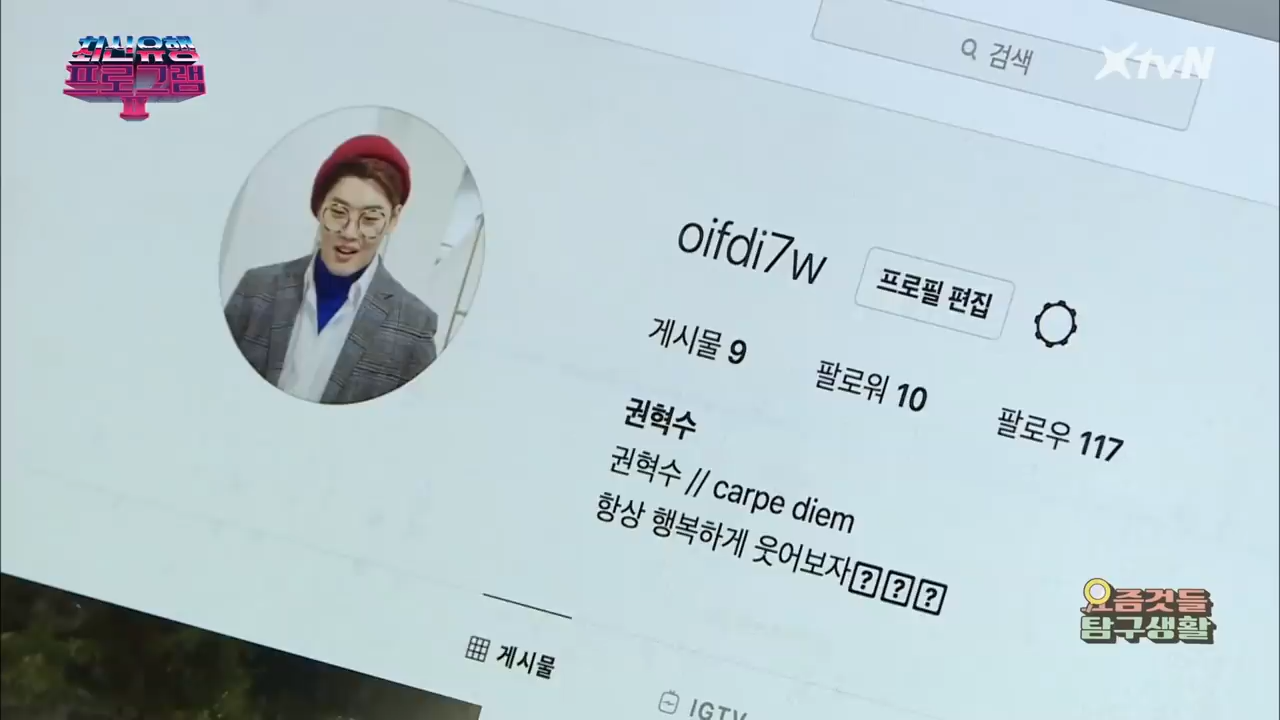 최신유행
프로그램
III
검색
XtvN
oifdi7w 프로필 편집
게시물 9 팔로워 10 팔로우 117
권혁수
권혁수 // carpe diem
항상 행복하게 웃어보자
게시물
IGTV
요즘것들
탐구생활